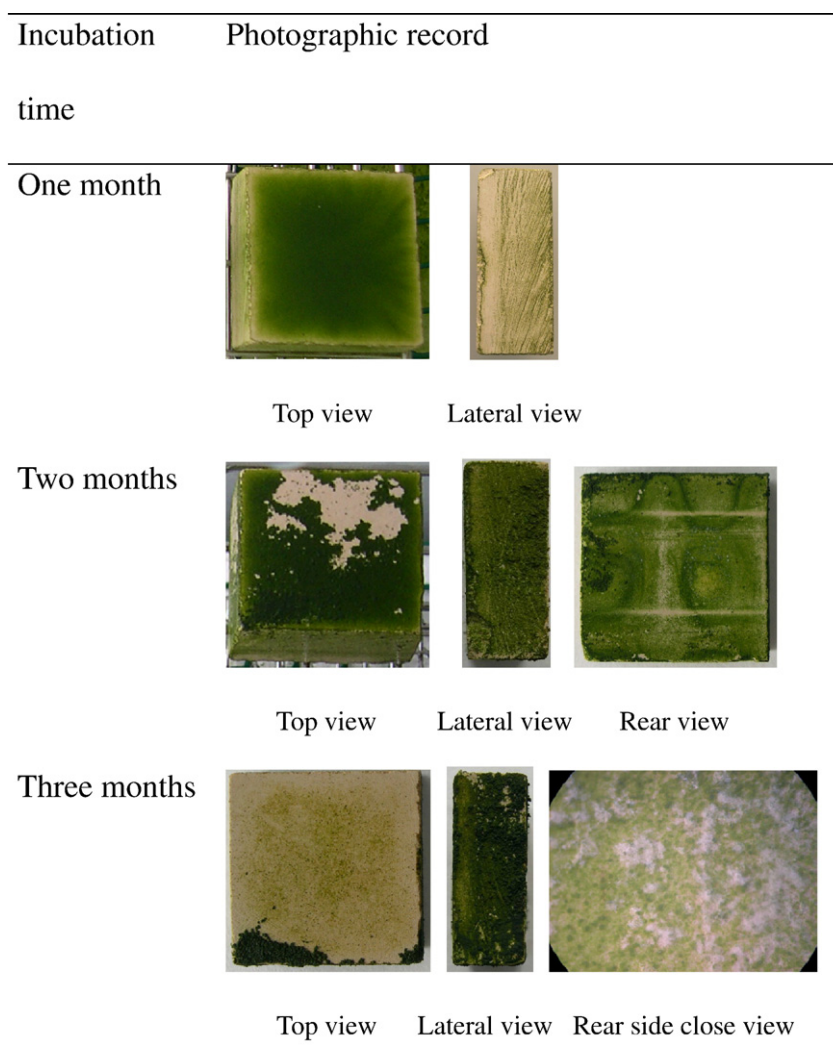 Incubation Photographic record
time
One month
Top view Lateral view
Two months
Top view Lateral view Rear view
Three months
Top view Lateral view Rear side close view